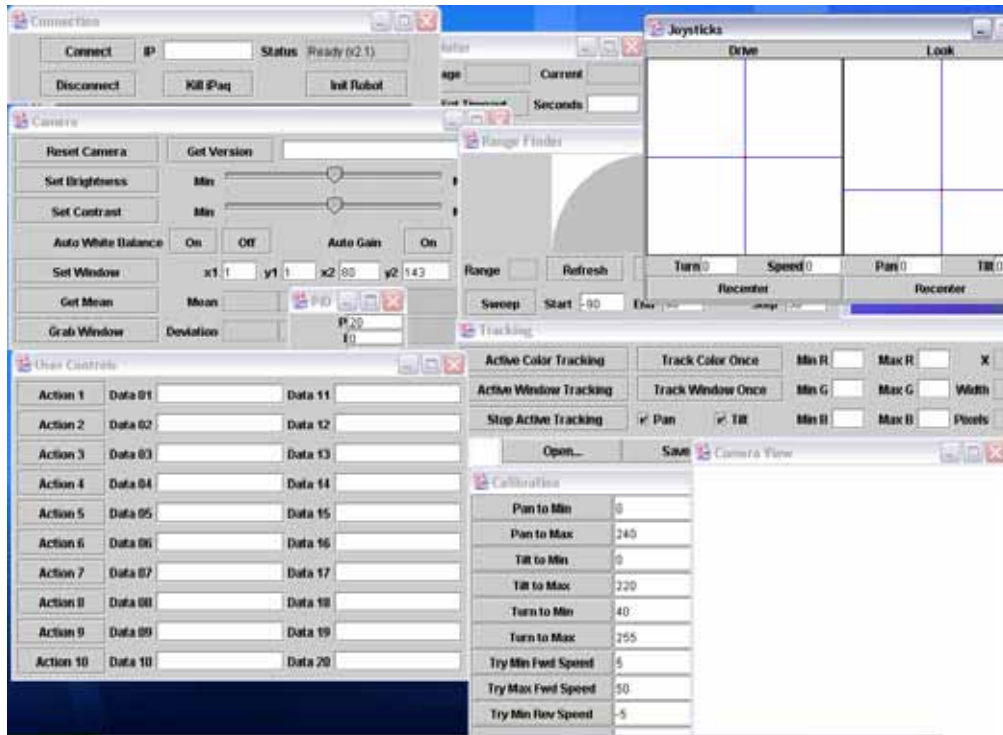 Connection
Connect IP Status Ready (v2.1)
Disconnect Kill iPaq Init Robot
Current
Seconds
Joysticks
Drive Look
Turn 0 Speed 0 Pan 0 Tilt 0
Recenter Recenter
Camera
Reset Camera Get Version
Set Brightness Min
Set Contrast Min
Auto White Balance On Off Auto Gain On
Set Window x1 1 y1 1 x2 80 y2 143
Get Mean Mean
Grab Window Deviation
PID
P 20
I 0
Range Finder
Range Refresh
Sweep Start -90
Tracking
Active Color Tracking Track Color Once Min R Max R X
Active Window Tracking Track Window Once Min G Max G Width
Stop Active Tracking Pan Tilt Min B Max B Pixels
Open... Save
User Controls
Action 1 Data 01 Data 11
Action 2 Data 02 Data 12
Action 3 Data 03 Data 13
Action 4 Data 04 Data 14
Action 5 Data 05 Data 15
Action 6 Data 06 Data 16
Action 7 Data 07 Data 17
Action 8 Data 08 Data 18
Action 9 Data 09 Data 19
Action 10 Data 10 Data 20
Camera View
Calibration
Pan to Min 0
Pan to Max 240
Tilt to Min 0
Tilt to Max 220
Turn to Min 40
Turn to Max 255
Try Min Fwd Speed 5
Try Max Fwd Speed 50
Try Min Rev Speed -5